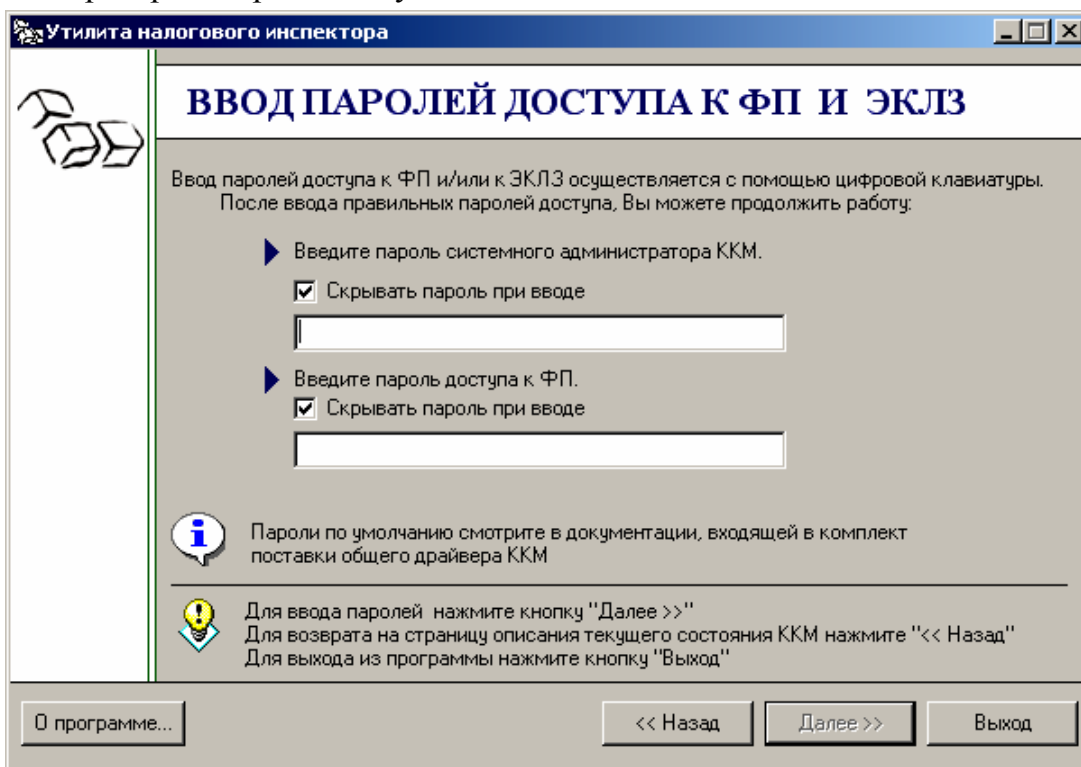 Утилита налогового инспектора
ВВОД ПАРОЛЕЙ ДОСТУПА К ФП И ЭКЛЗ
Ввод паролей доступа к ФП и/или к ЭКЛЗ осуществляется с помощью цифровой клавиатуры.
После ввода правильных паролей доступа, Вы можете продолжить работу:
Введите пароль системного администратора ККМ.
Скрывать пароль при вводе
Введите пароль доступа к ФП.
Скрывать пароль при вводе
Пароли по умолчанию смотрите в документации, входящей в комплект
поставки общего драйвера ККМ
Для ввода паролей нажмите кнопку "Далее >>"
Для возврата на страницу описания текущего состояния ККМ нажмите "<< Назад"
Для выхода из программы нажмите кнопку "Выход"
О программе...
<< Назад
Далее >>
Выход